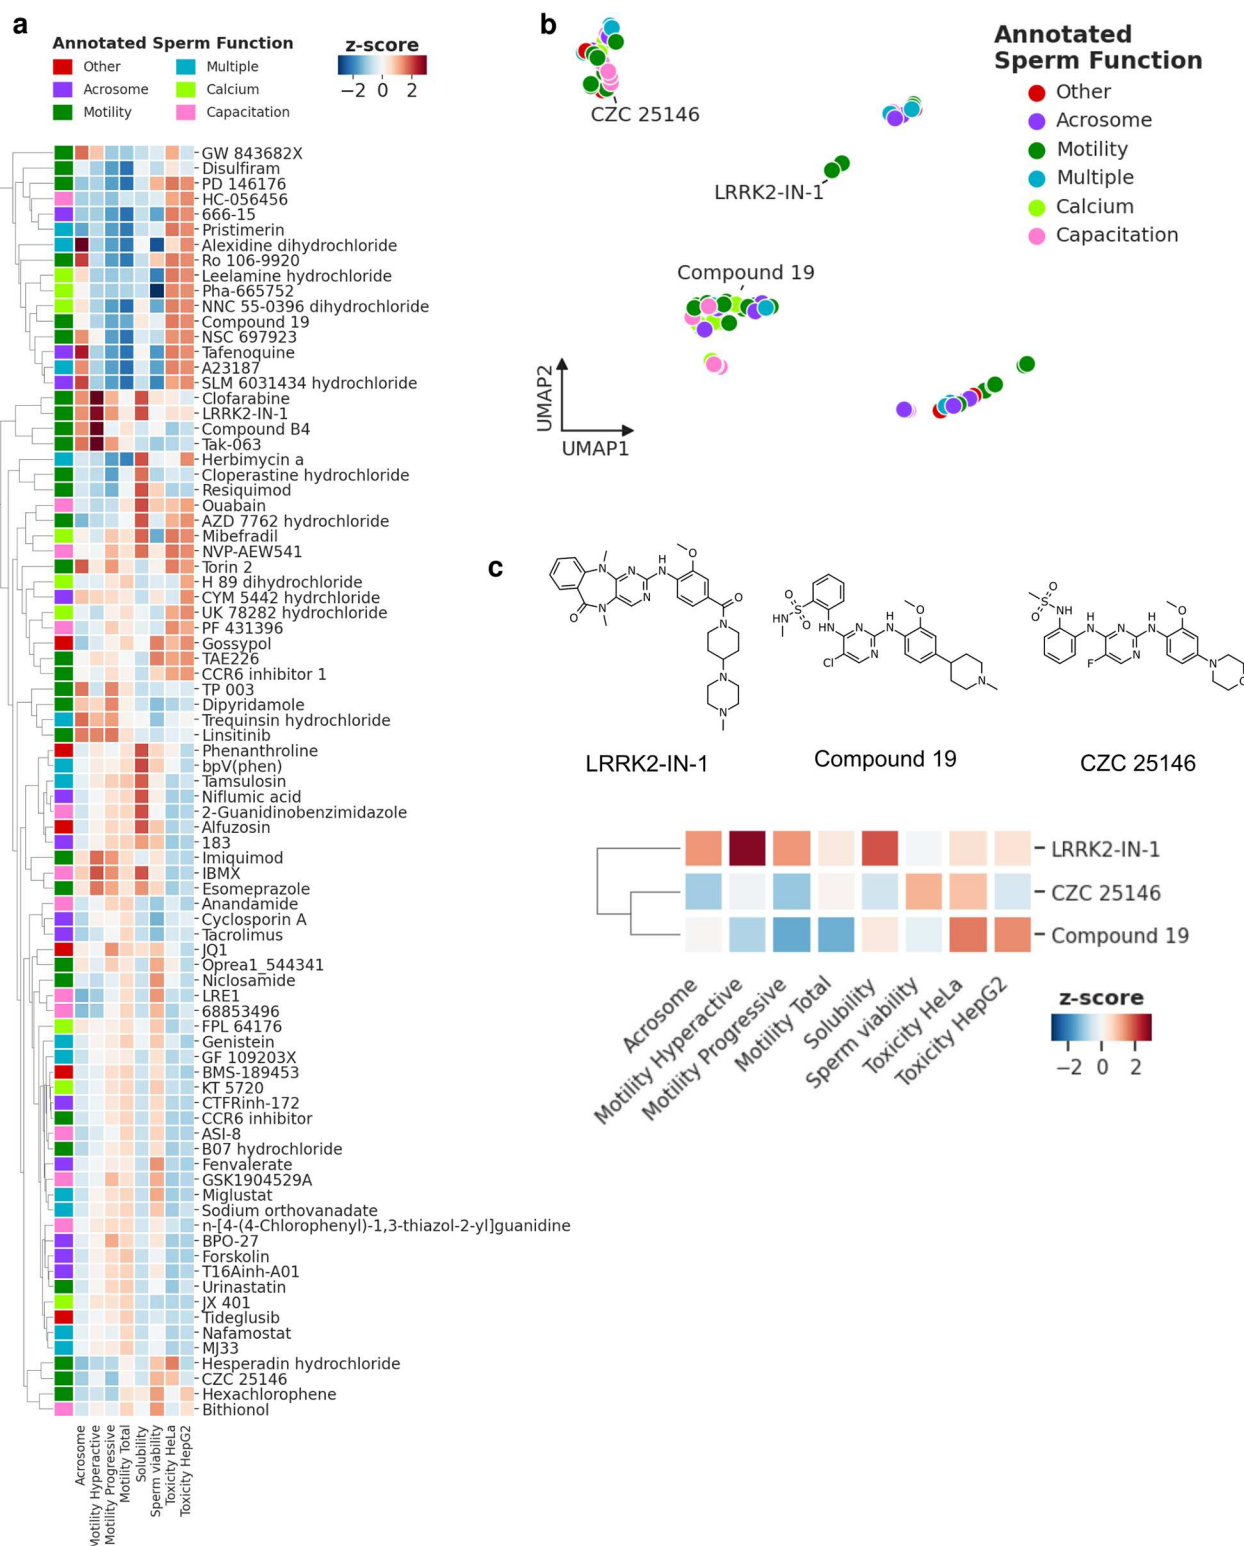 a
Annotated Sperm Function
Other
Acrosome
Motility
Multiple
Calcium
Capacitation
z-score
−2 0 2
GW 843682X
Disulfiram
PD 146176
HC-056456
666-15
Pristimerin
Alexidine dihydrochloride
Ro 106-9920
Leelamine hydrochloride
Pha-665752
NNC 55-0396 dihydrochloride
Compound 19
NSC 697923
Tafenoquine
A23187
SLM 6031434 hydrochloride
Clofarabine
LRRK2-IN-1
Compound B4
Tak-063
Herbimycin a
Cloperastine hydrochloride
Resiquimod
Ouabain
AZD 7762 hydrochloride
Mibefradil
NVP-AEW541
Torin 2
H 89 dihydrochloride
CYM 5442 hydrchloride
UK 78282 hydrochloride
PF 431396
Gossypol
TAE226
CCR6 inhibitor 1
TP 003
Dipyridamole
Trequinsin hydrochloride
Linsitinib
Phenanthroline
bpV(phen)
Tamsulosin
Niflumic acid
2-Guanidinobenzimidazole
Alfuzosin
183
Imiquimod
IBMX
Esomeprazole
Anandamide
Cyclosporin A
Tacrolimus
JQ1
Oprea1_544341
Niclosamide
LRE1
68853496
FPL 64176
Genistein
GF 109203X
BMS-189453
KT 5720
CTFRinh-172
CCR6 inhibitor
ASI-8
B07 hydrochloride
Fenvalerate
GSK1904529A
Miglustat
Sodium orthovanadate
n-[4-(4-Chlorophenyl)-1,3-thiazol-2-yl]guanidine
BPO-27
Forskolin
T16Ainh-A01
Urinastatin
JX 401
Tideglusib
Nafamostat
MJ33
Hesperadin hydrochloride
CZC 25146
Hexachlorophene
Bithionol
Acrosome
Motility Hyperactive
Motility Progressive
Motility Total
Solubility
Sperm viability
Toxicity HeLa
Toxicity HepG2
b
CZC 25146
LRRK2-IN-1
Compound 19
UMAP2
UMAP1
Annotated
Sperm Function
Other
Acrosome
Motility
Multiple
Calcium
Capacitation
c
LRRK2-IN-1
Compound 19
CZC 25146
LRRK2-IN-1
CZC 25146
Compound 19
Acrosome
Motility Hyperactive
Motility Progressive
Motility Total
Solubility
Sperm viability
Toxicity HeLa
Toxicity HepG2
z-score
−2 0 2